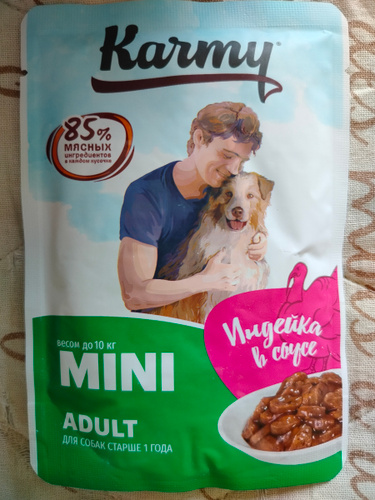 Karmy
85%
мясных
ингредиентов
в каждом кусочке
Индейка
в соусе
весом до 10 кг
MINI
ADULT
ДЛЯ СОБАК СТАРШЕ 1 ГОДА